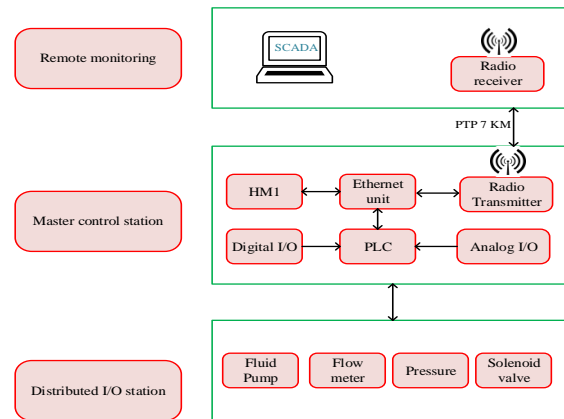 Remote monitoring
SCADA
Radio
receiver
PTP 7 KM
Master control station
HM1
Ethernet
unit
Radio
Transmitter
Digital I/O
PLC
Analog I/O
Distributed I/O station
Fluid
Pump
Flow
meter
Pressure
Solenoid
valve